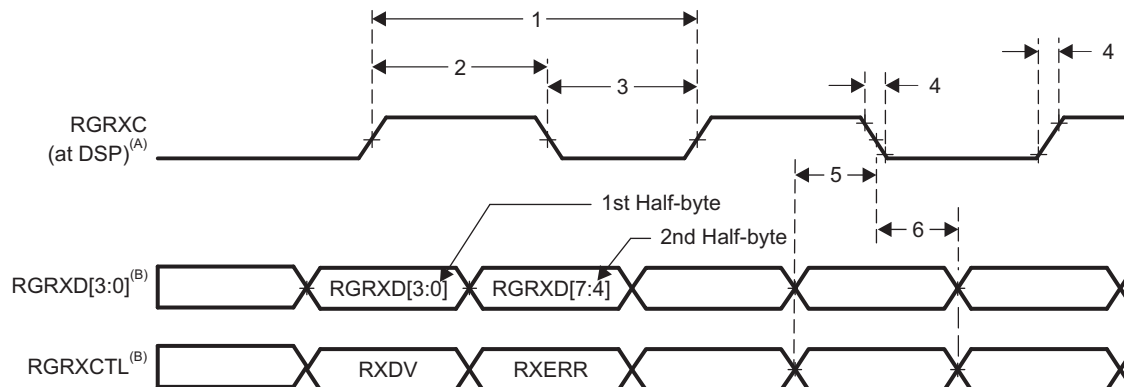 1
2
3
4
4
RGRXC
(at DSP)(A)
5
6
1st Half-byte
2nd Half-byte
RGRXD[3:0](B)
RGRXD[3:0]
RGRXD[7:4]
RGRXCTL(B)
RXDV
RXERR